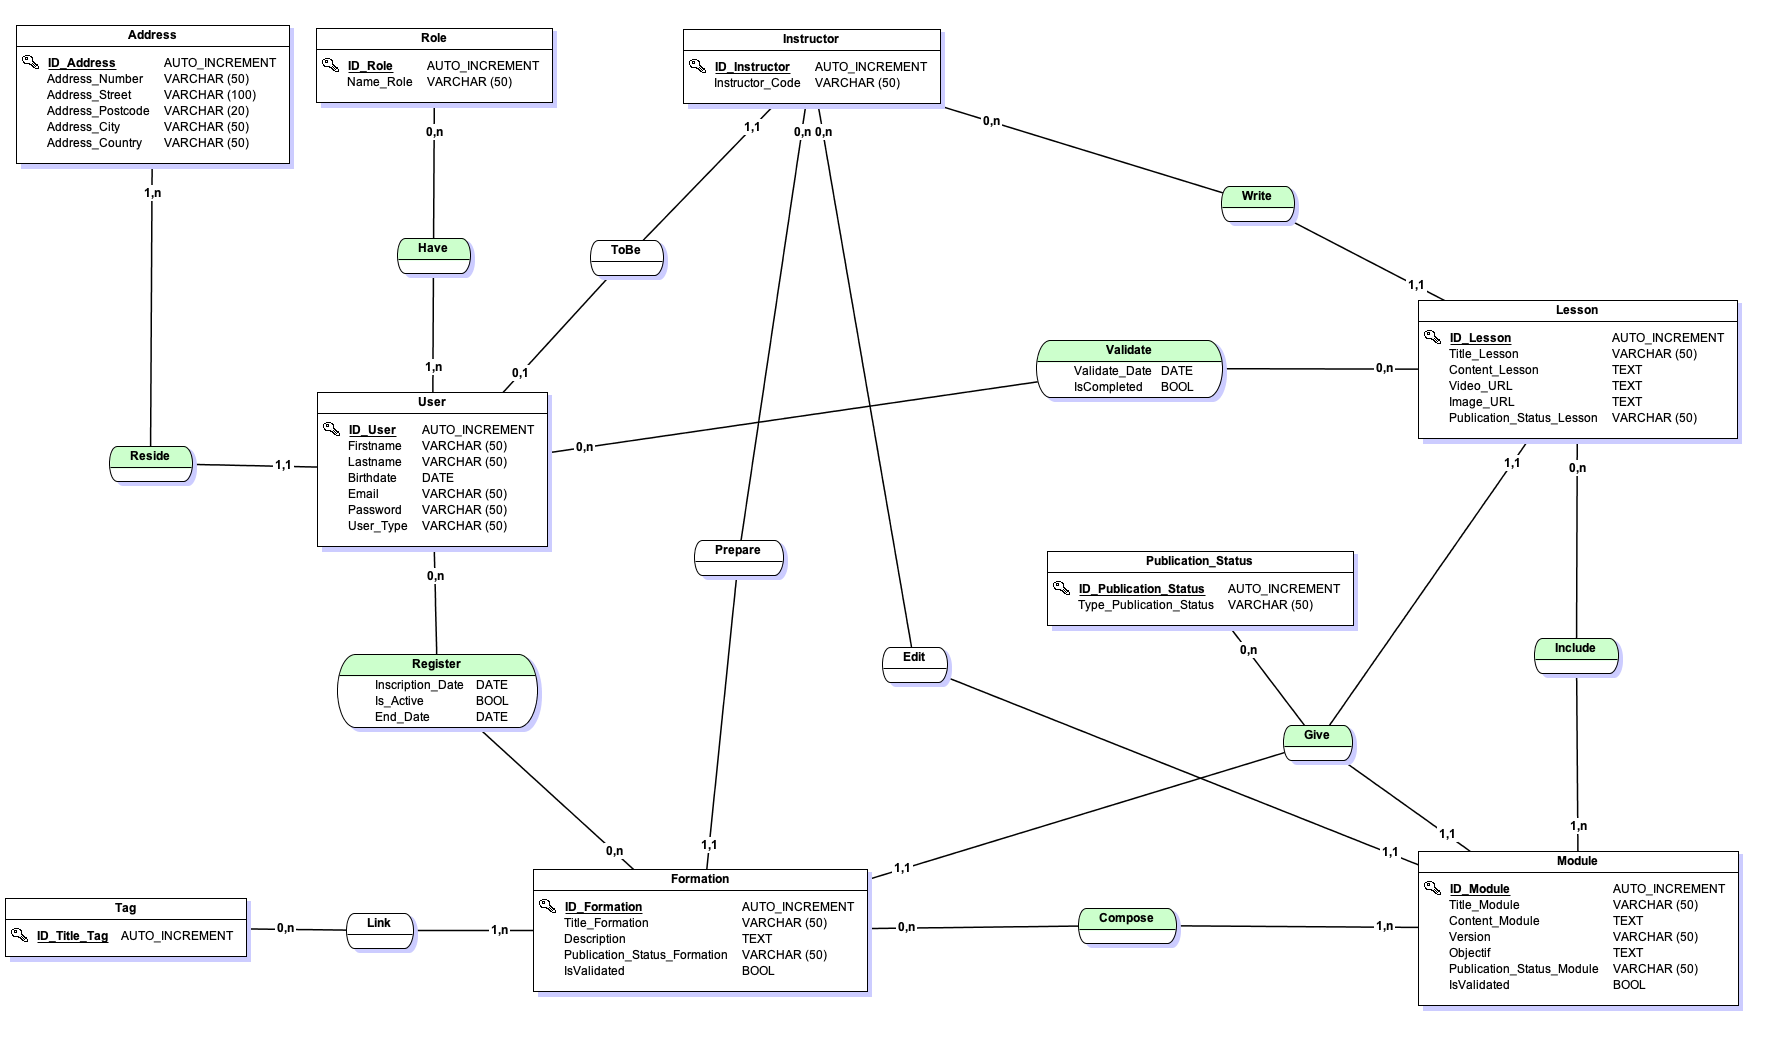 Address
ID_Address AUTO_INCREMENT
Address_Number VARCHAR (50)
Address_Street VARCHAR (100)
Address_Postcode VARCHAR (20)
Address_City VARCHAR (50)
Address_Country VARCHAR (50)
Role
ID_Role AUTO_INCREMENT
Name_Role VARCHAR (50)
Instructor
ID_Instructor AUTO_INCREMENT
Instructor_Code VARCHAR (50)
0,n
1,1
0,n
0,n
0,n
1,n
Write
Have
ToBe
1,1
Lesson
ID_Lesson AUTO_INCREMENT
Title_Lesson VARCHAR (50)
Content_Lesson TEXT
Video_URL TEXT
Image_URL TEXT
Publication_Status_Lesson VARCHAR (50)
Validate
Validate_Date DATE
IsCompleted BOOL
0,n
1,n
0,1
User
ID_User AUTO_INCREMENT
Firstname VARCHAR (50)
Lastname VARCHAR (50)
Birthdate DATE
Email VARCHAR (50)
Password VARCHAR (50)
User_Type VARCHAR (50)
0,n
Reside
1,1
1,1
0,n
Prepare
Publication_Status
ID_Publication_Status AUTO_INCREMENT
Type_Publication_Status VARCHAR (50)
0,n
0,n
Include
Edit
Register
Inscription_Date DATE
Is_Active BOOL
End_Date DATE
Give
1,n
1,1
0,n
1,1
1,1
1,1
Module
ID_Module AUTO_INCREMENT
Title_Module VARCHAR (50)
Content_Module TEXT
Version VARCHAR (50)
Objectif TEXT
Publication_Status_Module VARCHAR (50)
IsValidated BOOL
Formation
ID_Formation AUTO_INCREMENT
Title_Formation VARCHAR (50)
Description TEXT
Publication_Status_Formation VARCHAR (50)
IsValidated BOOL
Tag
ID_Title_Tag AUTO_INCREMENT
0,n
Link
1,n
0,n
Compose
1,n